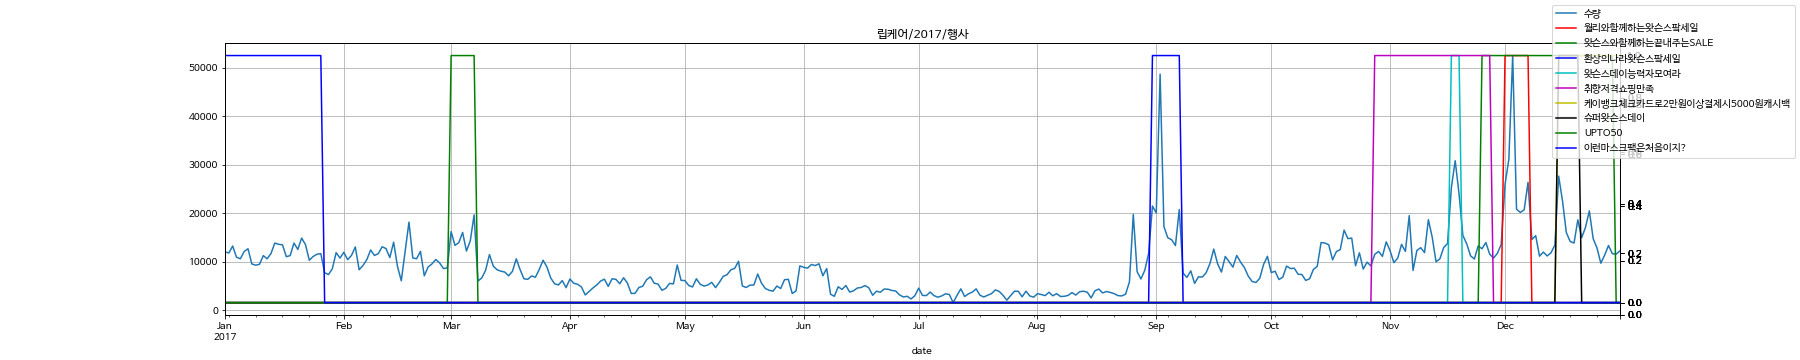 립케어/2017/행사
수량
월리와함께하는왓슨스팍세일
왓슨스와함께하는끝내주는SALE
환상의나라왓슨스팍세일
왓슨스데이능력자모여라
취향저격쇼핑만족
케이뱅크체크카드로2만원이상결제시5000원캐시백
슈퍼왓슨스데이
UPTO50
이런마스크팩은처음이지?
50000
40000
30000
20000
10000
0
0.4
0.2
0.2
0.0
0.0
Jan
2017
Feb
Mar
Apr
May
Jun
Jul
Aug
Sep
Oct
Nov
Dec
date